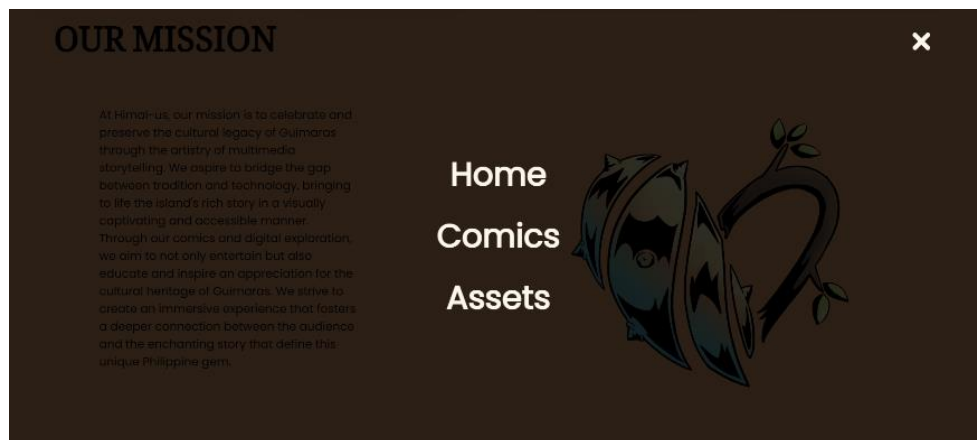 OUR MISSION
At Himal-us, our mission is to celebrate and
preserve the cultural legacy of Guimaras
through the artistry of multimedia
storytelling. We aspire to bridge the gap
between tradition and technology, bringing
to life the island's rich story in a visually
captivating and accessible manner.
Through our comics and digital exploration,
we aim to not only entertain but also
educate and inspire an appreciation for the
cultural heritage of Guimaras. We strive to
create an immersive experience that fosters
a deeper connection between the audience
and the enchanting story that define this
unique Philippine gem.
Home
Comics
Assets